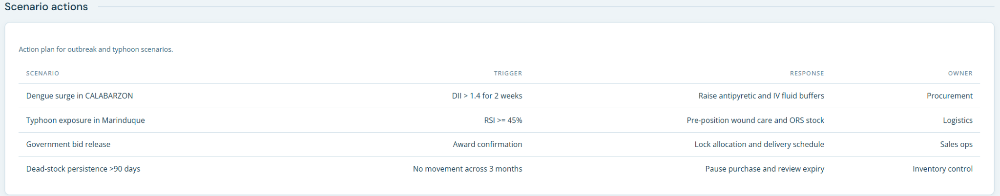 Scenario actions
Action plan for outbreak and typhoon scenarios.
SCENARIO TRIGGER RESPONSE OWNER
Dengue surge in CALABARZON DII > 1.4 for 2 weeks Raise antipyretic and IV fluid buffers Procurement
Typhoon exposure in Marinduque RSI >= 45% Pre-position wound care and ORS stock Logistics
Government bid release Award confirmation Lock allocation and delivery schedule Sales ops
Dead-stock persistence >90 days No movement across 3 months Pause purchase and review expiry Inventory control